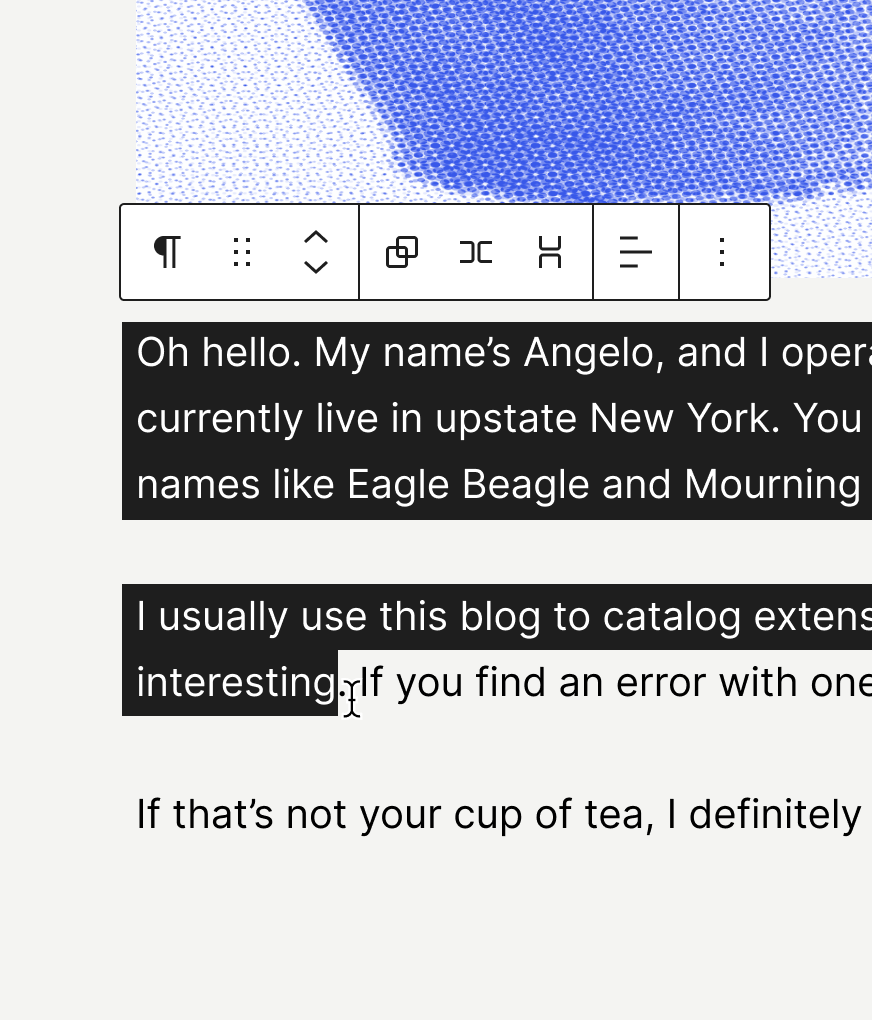 Oh hello. My name’s Angelo, and I opera
currently live in upstate New York. You
names like Eagle Beagle and Mourning
I usually use this blog to catalog extens
interesting. If you find an error with one
If that’s not your cup of tea, I definitely